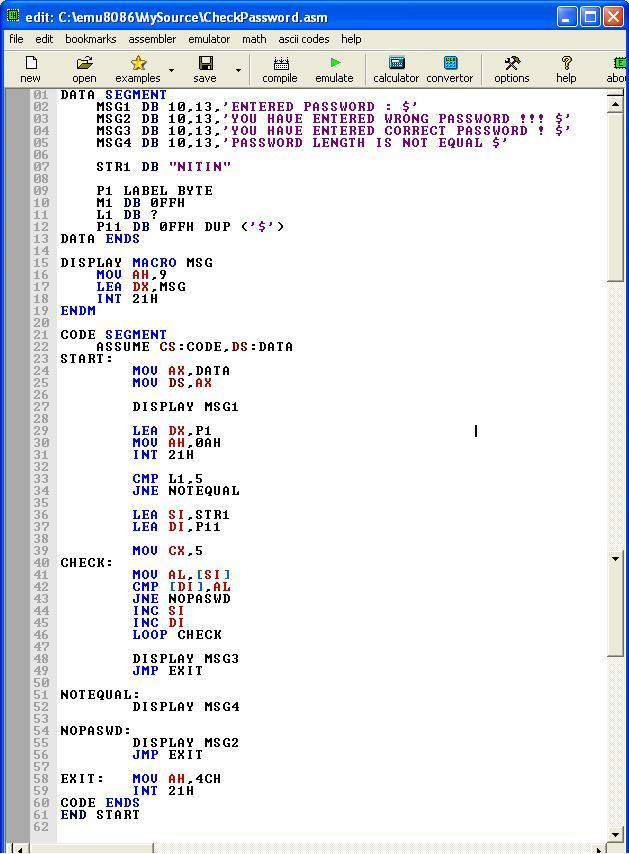 edit: C:\emu8086\MySource\CheckPassword.asm
file edit bookmarks assembler emulator math ascii codes help
new open examples save compile emulate calculator convertor options help
01 DATA SEGMENT
02 MSG1 DB 10,13,'ENTERED PASSWORD : $'
03 MSG2 DB 10,13,'YOU HAVE ENTERED WRONG PASSWORD !!! $'
04 MSG3 DB 10,13,'YOU HAVE ENTERED CORRECT PASSWORD ! $'
05 MSG4 DB 10,13,'PASSWORD LENGTH IS NOT EQUAL $'
06
07 STR1 DB "NITIN"
08
09 P1 LABEL BYTE
10 M1 DB 0FFH
11 L1 DB ?
12 P11 DB 0FFH DUP ('$')
13 DATA ENDS
14
15 DISPLAY MACRO MSG
16 MOV AH,9
17 LEA DX,MSG
18 INT 21H
19 ENDM
20
21 CODE SEGMENT
22 ASSUME CS:CODE,DS:DATA
23 START:
24 MOV AX,DATA
25 MOV DS,AX
26
27 DISPLAY MSG1
28
29 LEA DX,P1
30 MOV AH,0AH
31 INT 21H
32
33 CMP L1,5
34 JNE NOTEQUAL
35
36 LEA SI,STR1
37 LEA DI,P11
38
39 MOV CX,5
40 CHECK:
41 MOV AL,[SI]
42 CMP [DI],AL
43 JNE NOPASWD
44 INC SI
45 INC DI
46 LOOP CHECK
47
48 DISPLAY MSG3
49 JMP EXIT
50
51 NOTEQUAL:
52 DISPLAY MSG4
53
54 NOPASWD:
55 DISPLAY MSG2
56 JMP EXIT
57
58 EXIT: MOV AH,4CH
59 INT 21H
60 CODE ENDS
61 END START
62